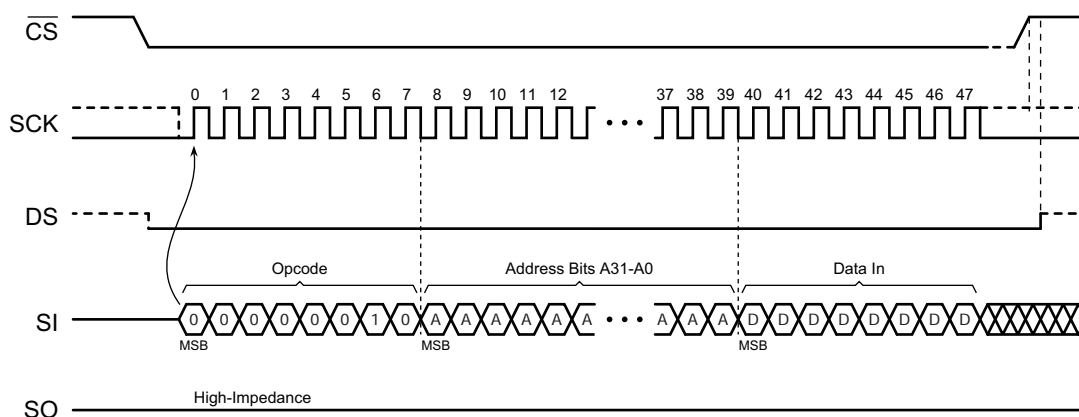 CS
0 1 2 3 4 5 6 7 8 9 10 11 12 37 38 39 40 41 42 43 44 45 46 47
SCK • • •
DS
Opcode Address Bits A31-A0 Data In
SI 0 0 0 0 0 0 1 0 A A A A A A • • • A A A D D D D D D D D
MSB MSB MSB
High-Impedance
SO